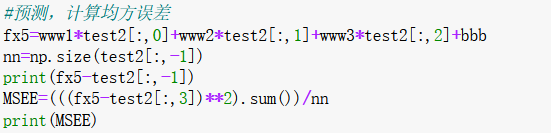 #预测，计算均方误差
fx5=www1*test2[:,0]+www2*test2[:,1]+www3*test2[:,2]+bbb
nn=np.size(test2[:,-1])
print(fx5-test2[:,-1])
MSEE=(((fx5-test2[:,3])**2).sum())/nn
print(MSEE)